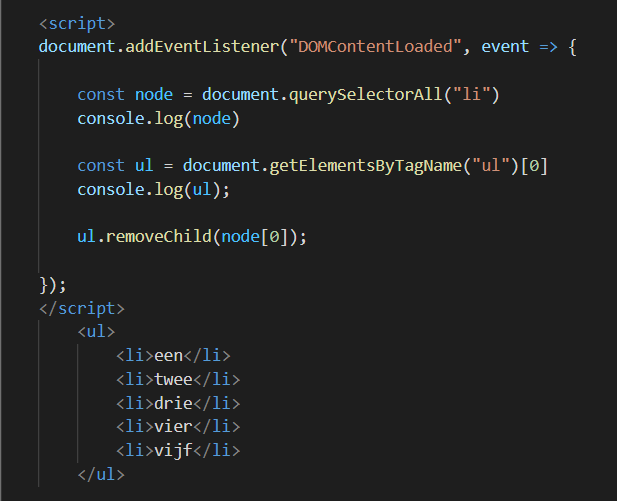 <script>
document.addEventListener("DOMContentLoaded", event => {
const node = document.querySelectorAll("li")
console.log(node)
const ul = document.getElementsByTagName("ul")[0]
console.log(ul);
ul.removeChild(node[0]);
});
</script>
<ul>
<li>een</li>
<li>twee</li>
<li>drie</li>
<li>vier</li>
<li>vijf</li>
</ul>